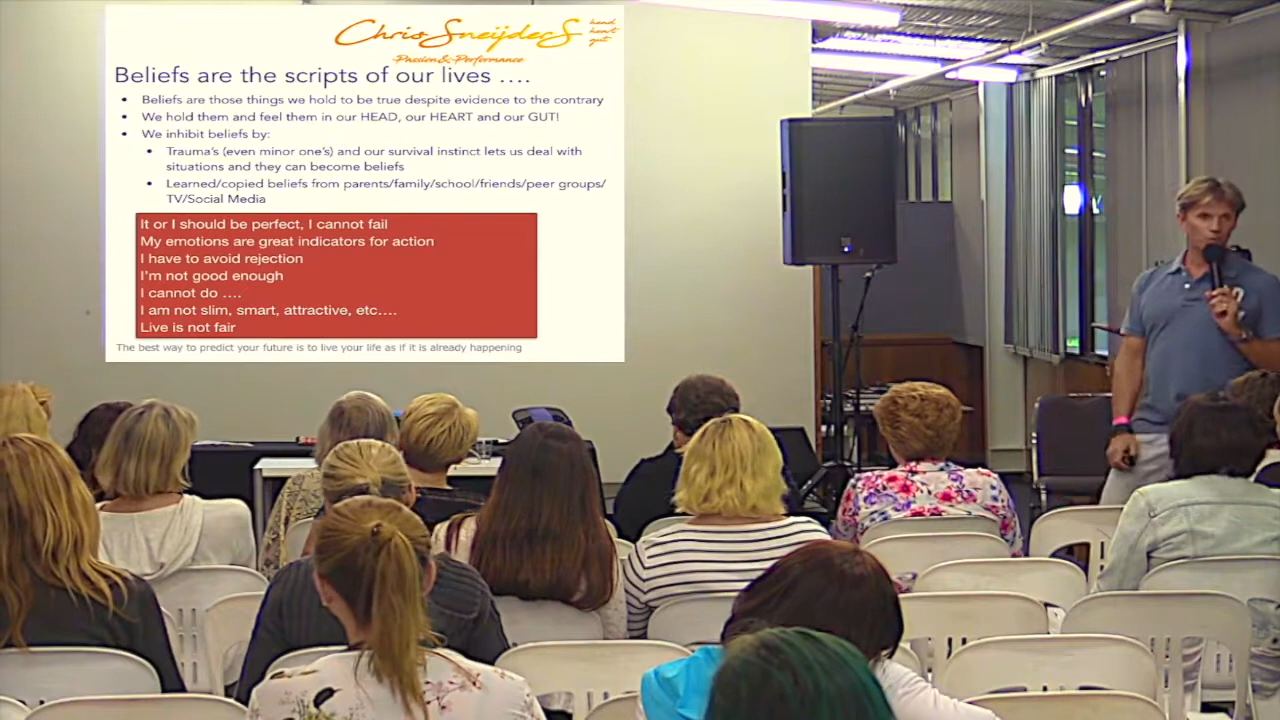 Chris Sneijders
head
heart
gut
Passion & Performance
Beliefs are the scripts of our lives ....
• Beliefs are those things we hold to be true despite evidence to the contrary
• We hold them and feel them in our HEAD, our HEART and our GUT!
• We inhibit beliefs by:
• Trauma's (even minor one's) and our survival instinct lets us deal with
situations and they can become beliefs
• Learned/copied beliefs from parents/family/school/friends/peer groups/
TV/Social Media
It or I should be perfect, I cannot fail
My emotions are great indicators for action
I have to avoid rejection
I'm not good enough
I cannot do ....
I am not slim, smart, attractive, etc....
Live is not fair
The best way to predict your future is to live your life as if it is already happening